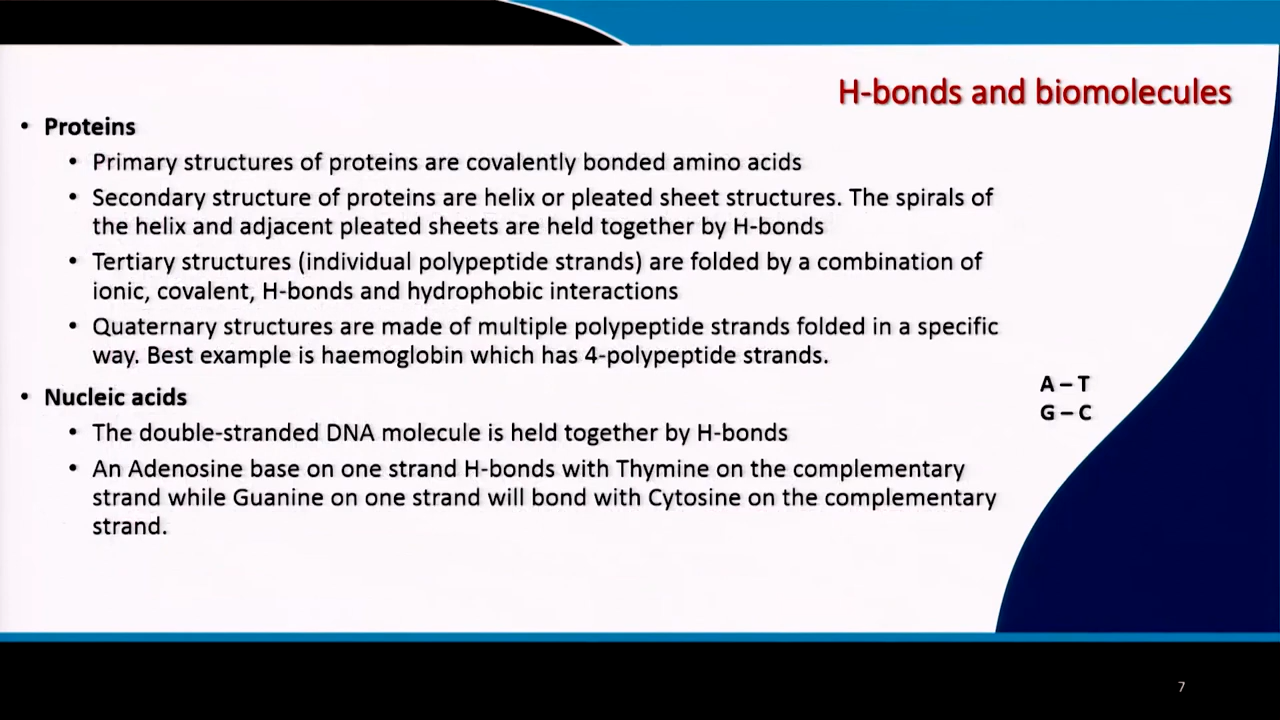 H-bonds and biomolecules
• Proteins
• Primary structures of proteins are covalently bonded amino acids
• Secondary structure of proteins are helix or pleated sheet structures. The spirals of
the helix and adjacent pleated sheets are held together by H-bonds
• Tertiary structures (individual polypeptide strands) are folded by a combination of
ionic, covalent, H-bonds and hydrophobic interactions
• Quaternary structures are made of multiple polypeptide strands folded in a specific
way. Best example is haemoglobin which has 4-polypeptide strands.
A – T
G – C
• Nucleic acids
• The double-stranded DNA molecule is held together by H-bonds
• An Adenosine base on one strand H-bonds with Thymine on the complementary
strand while Guanine on one strand will bond with Cytosine on the complementary
strand.
7